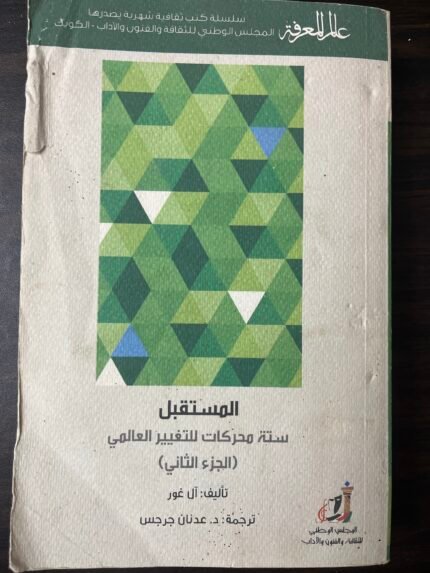 عالم المعرفة
سلسلة كتب ثقافية شهرية يصدرها
المجلس الوطني للثقافة والفنون والآداب - الكويت
المستقبل
ستة محركات للتغيير العالمي
(الجزء الثاني)
تأليف: آل غور
ترجمة: د. عدنان جرجس
المجلس الوطني
للثقافة والفنون والآداب